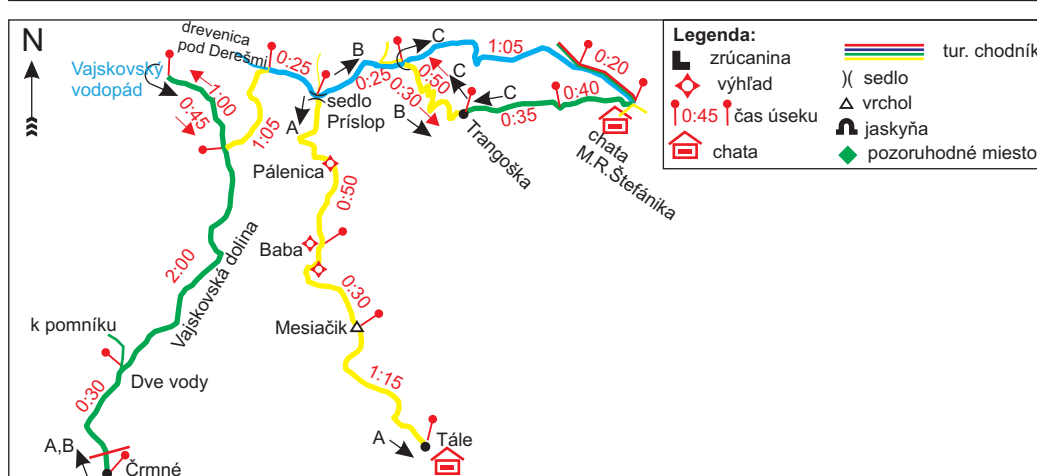 N
drevenica
pod Derešmi
0:25
B
C
1:05
0:20
Vajskovský
vodopád
1:00
0:45
1:05
0:25
0:50
0:30
C
C
B
0:40
0:35
A
sedlo
Príslop
Trangoška
chata
M.R.Štefánika
Pálenica
0:50
Baba
0:30
Vajskovská dolina
2:00
Mesiačik
k pomníku
1:15
Dve vody
0:30
A,B
Črmné
A
Tále
Legenda:
zrúcanina
výhľad
0:45
čas úseku
chata
tur. chodník
sedlo
vrchol
jaskyňa
pozoruhodné miesto